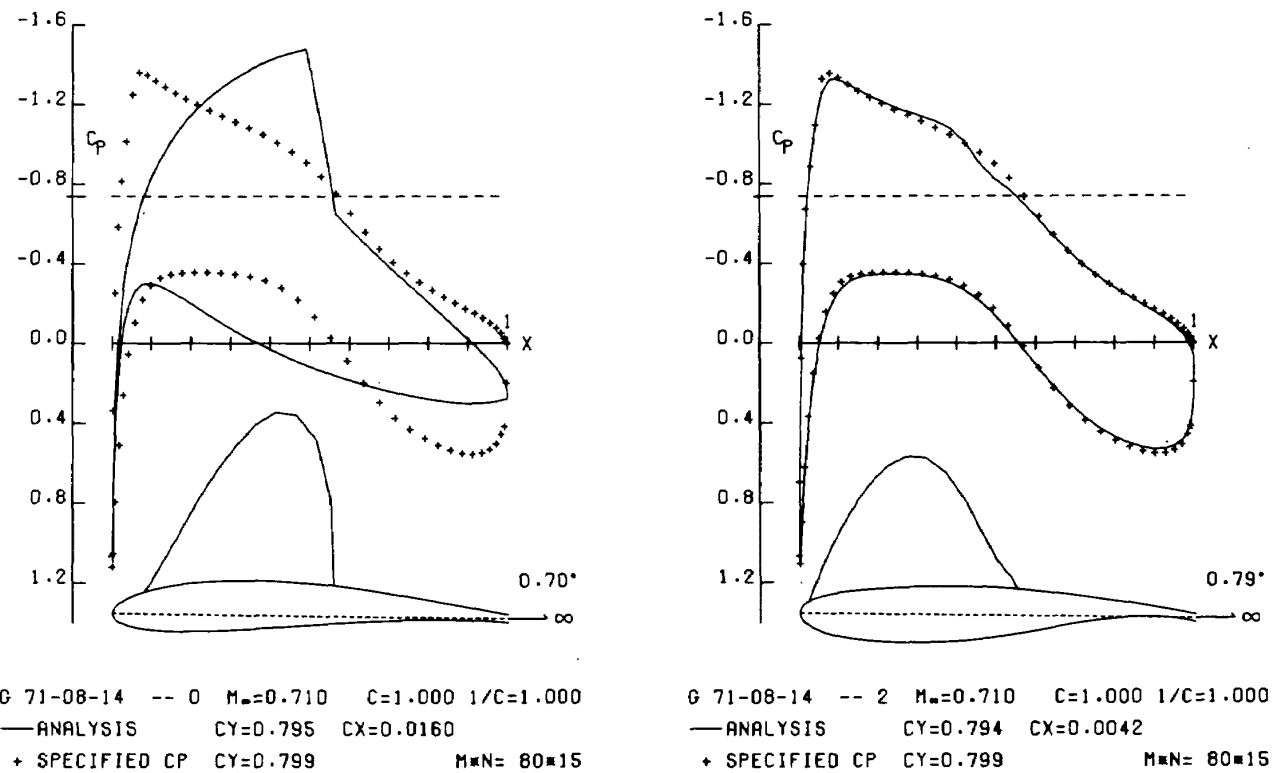 -1.6
-1.2
Cp
-0.8
-0.4
0.0
1
X
0.4
0.8
1.2
0.70°
∞
G 71-08-14 -- 0 M∞=0.710 C=1.000 1/C=1.000
— ANALYSIS CY=0.795 CX=0.0160
+ SPECIFIED CP CY=0.799 M*N= 80*15
-1.6
-1.2
Cp
-0.8
-0.4
0.0
1
X
0.4
0.8
1.2
0.79°
∞
G 71-08-14 -- 2 M∞=0.710 C=1.000 1/C=1.000
— ANALYSIS CY=0.794 CX=0.0042
+ SPECIFIED CP CY=0.799 M*N= 80*15